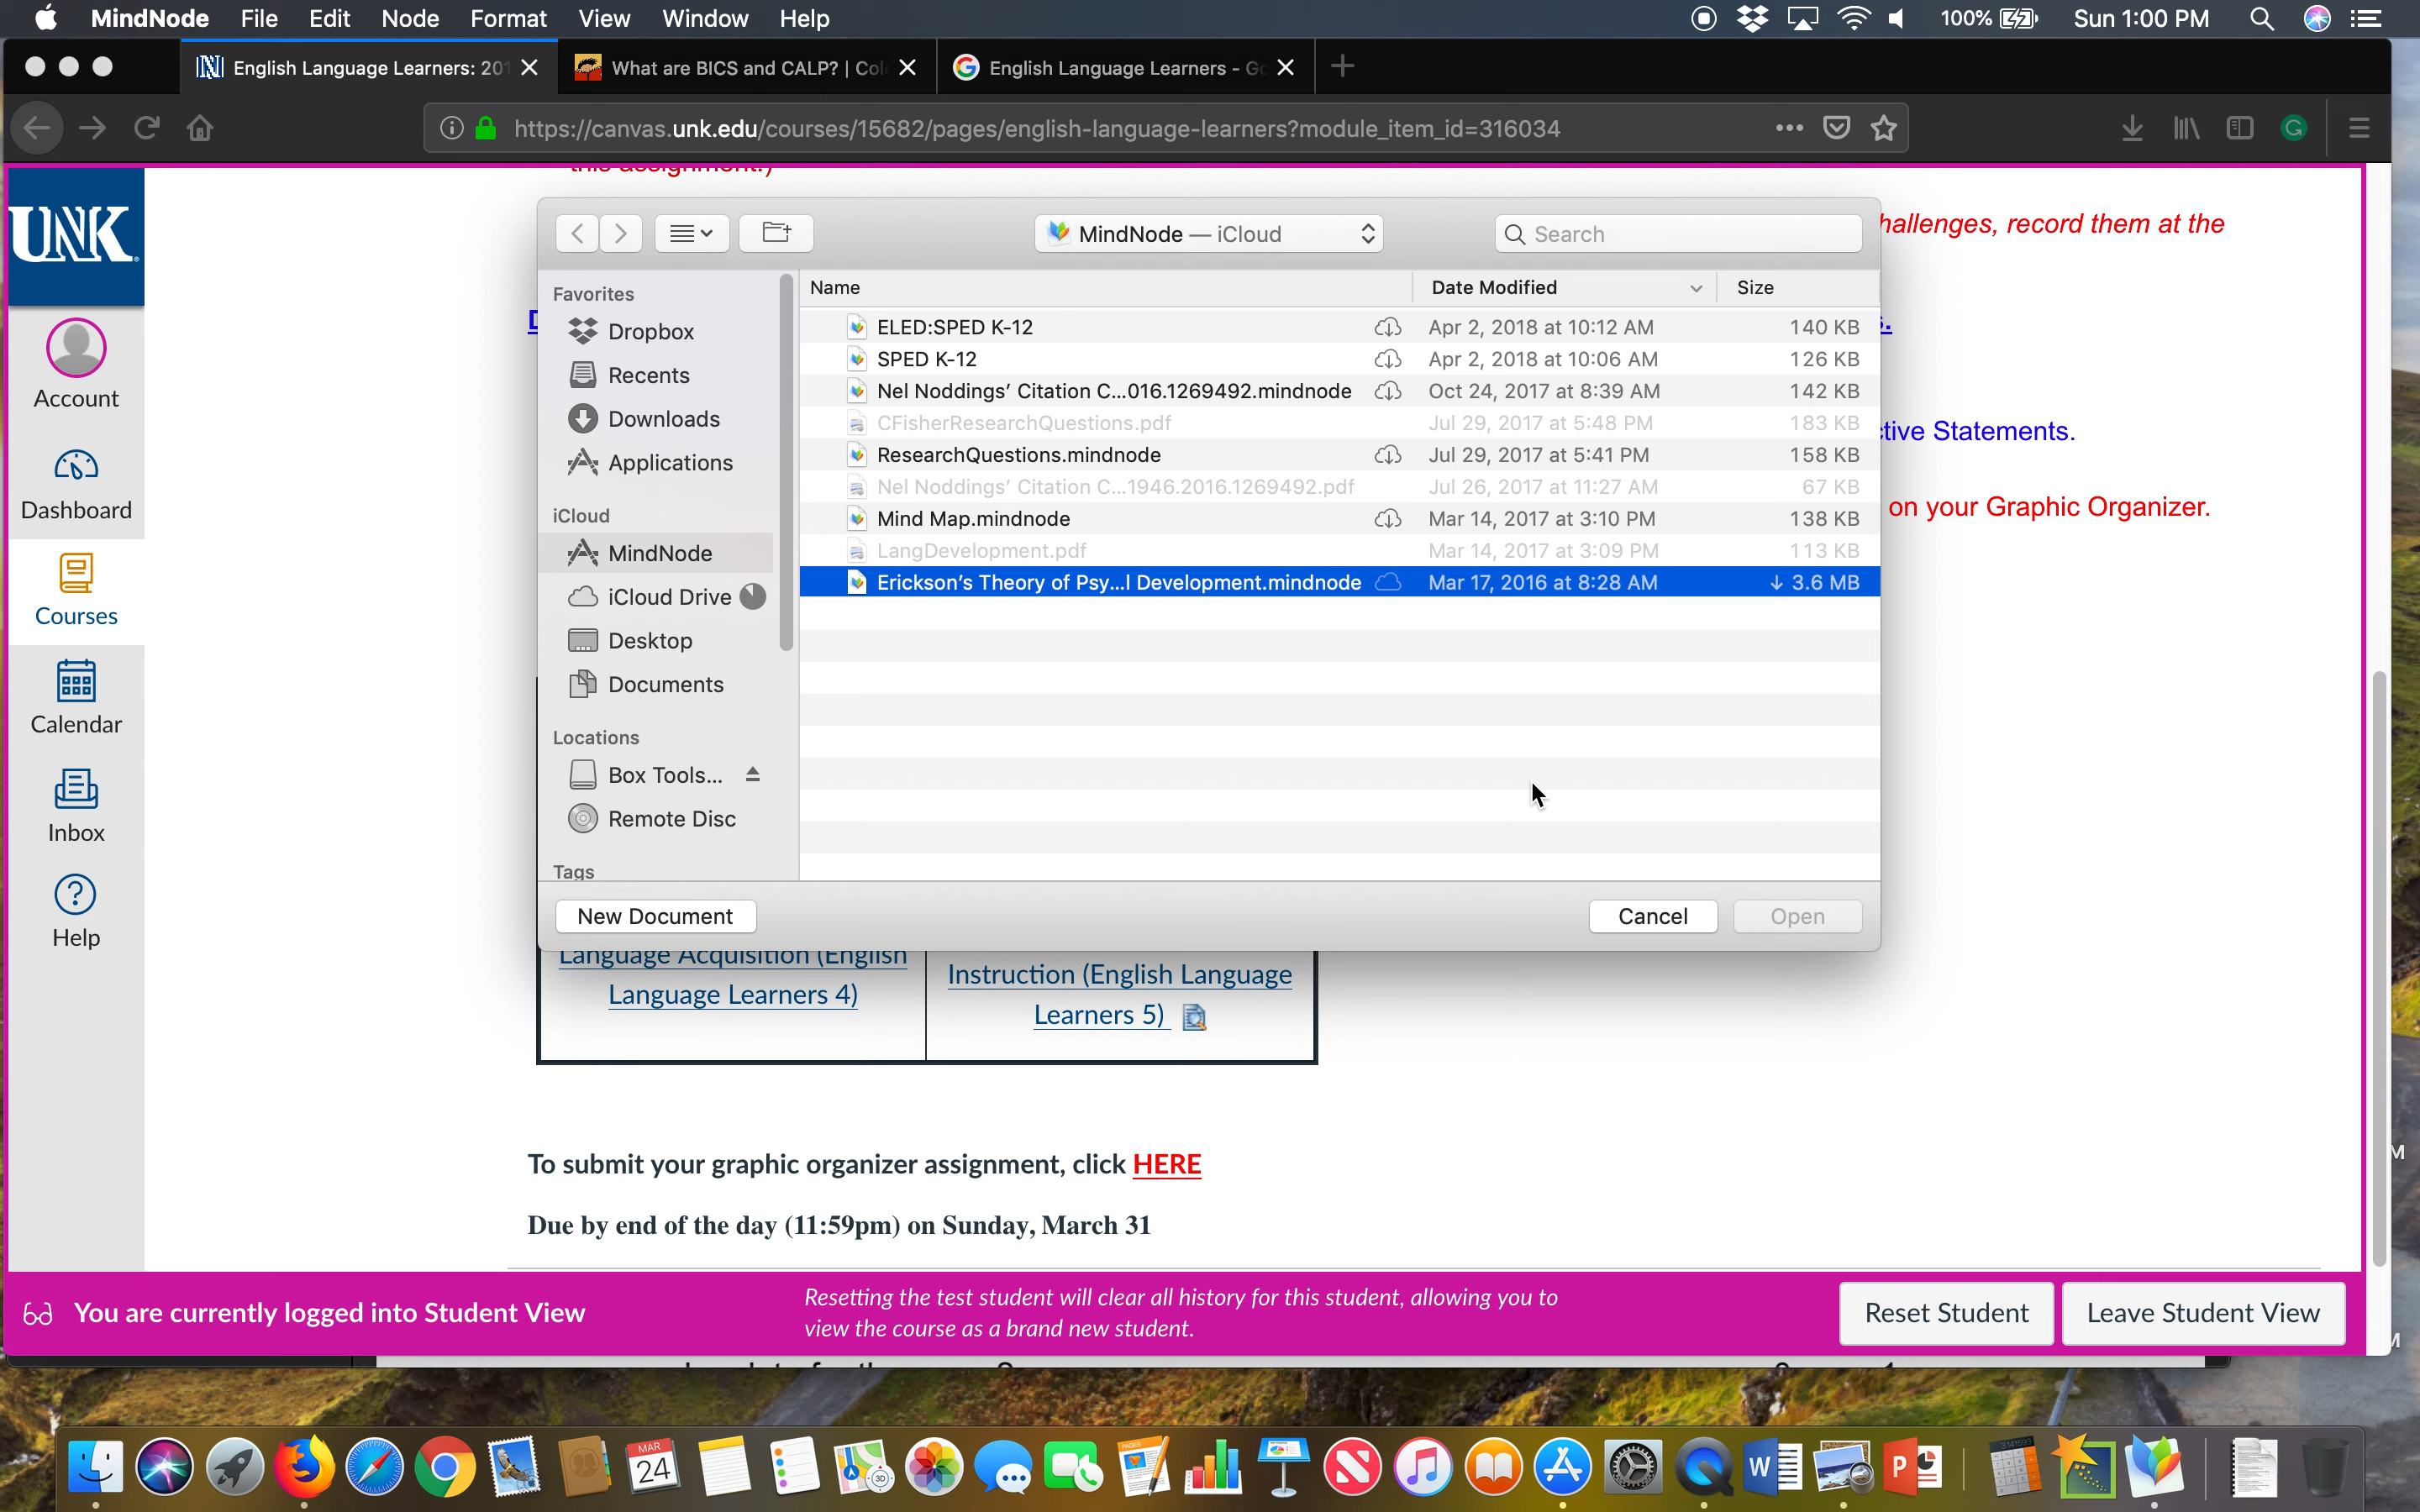 MindNode File Edit Node Format View Window Help 100% Sun 1:00 PM
English Language Learners: 201 What are BICS and CALP? | Col English Language Learners - Go
https://canvas.unk.edu/courses/15682/pages/english-language-learners?module_item_id=316034
this assignment.)
UNK
MindNode — iCloud Search
hallenges, record them at the
Favorites
Name Date Modified Size
Dropbox
Recents
Downloads
Applications
iCloud
MindNode
iCloud Drive
Desktop
Documents
Locations
Box Tools...
Remote Disc
Tags
ELED:SPED K-12 Apr 2, 2018 at 10:12 AM 140 KB
SPED K-12 Apr 2, 2018 at 10:06 AM 126 KB
Nel Noddings’ Citation C...016.1269492.mindnode Oct 24, 2017 at 8:39 AM 142 KB
CFisherResearchQuestions.pdf Jul 29, 2017 at 5:48 PM 183 KB
ResearchQuestions.mindnode Jul 29, 2017 at 5:41 PM 158 KB
Nel Noddings’ Citation C...1946.2016.1269492.pdf Jul 26, 2017 at 11:27 AM 67 KB
Mind Map.mindnode Mar 14, 2017 at 3:10 PM 138 KB
LangDevelopment.pdf Mar 14, 2017 at 3:09 PM 113 KB
Erickson’s Theory of Psy...l Development.mindnode Mar 17, 2016 at 8:28 AM ↓ 3.6 MB
New Document Cancel Open
ctive Statements.
on your Graphic Organizer.
Account
Dashboard
Courses
Calendar
Inbox
Help
Language Acquisition (English
Language Learners 4)
Instruction (English Language
Learners 5)
To submit your graphic organizer assignment, click HERE
Due by end of the day (11:59pm) on Sunday, March 31
You are currently logged into Student View
Resetting the test student will clear all history for this student, allowing you to
view the course as a brand new student.
Reset Student Leave Student View
MAR
24
PAGES
3D
W
P
3.141593